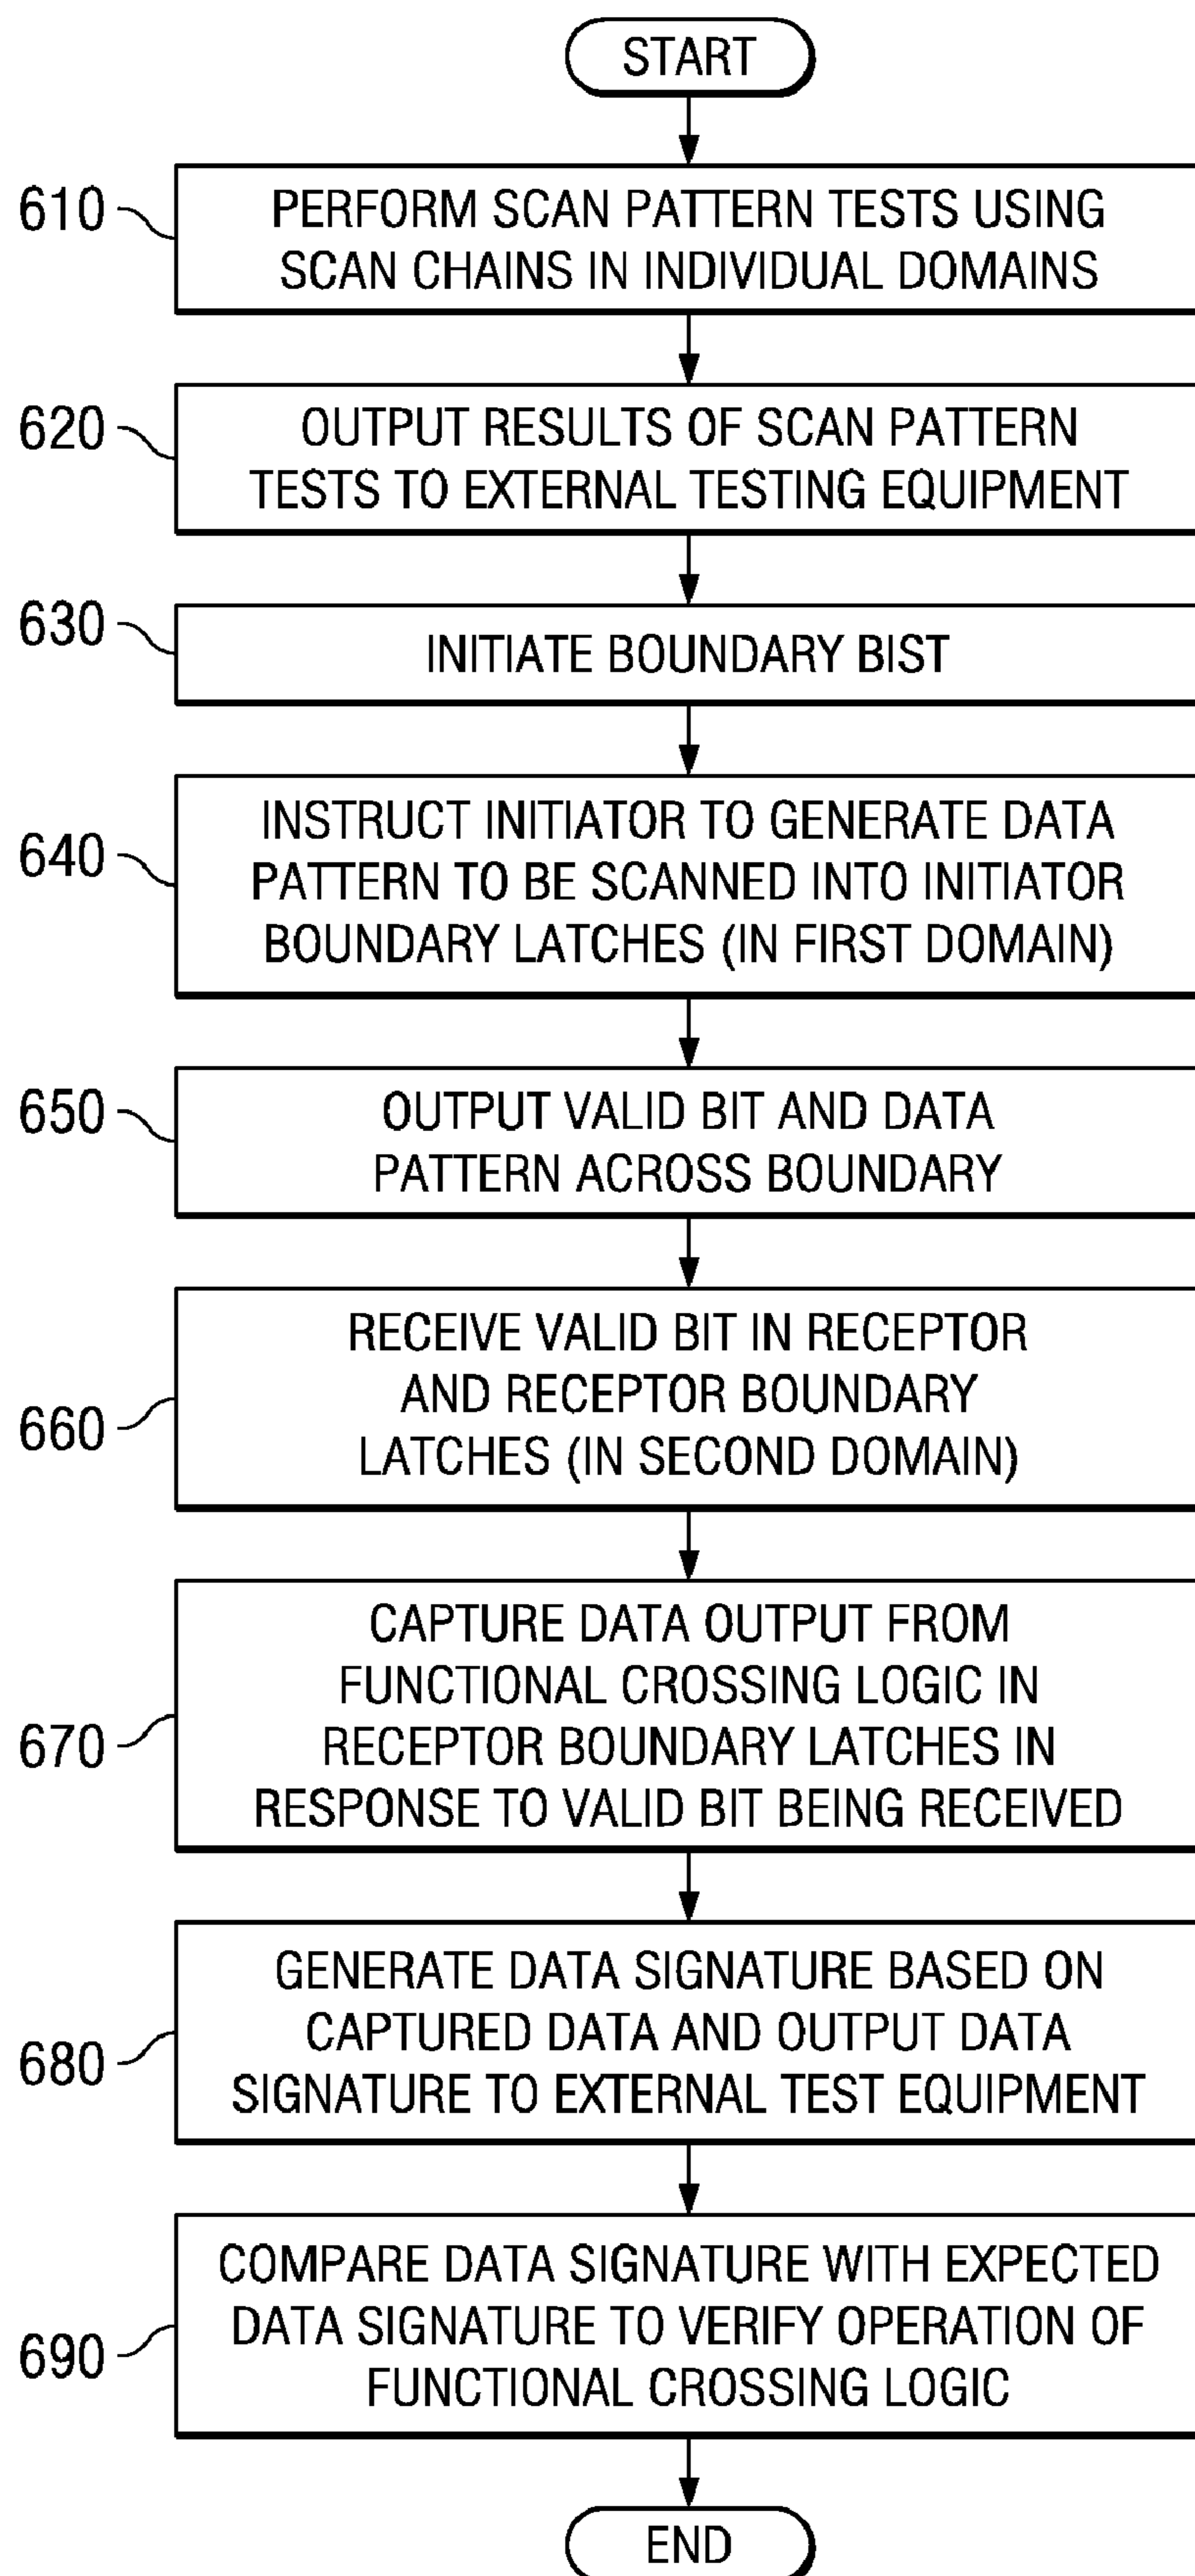 START
610
PERFORM SCAN PATTERN TESTS USING
SCAN CHAINS IN INDIVIDUAL DOMAINS
620
OUTPUT RESULTS OF SCAN PATTERN
TESTS TO EXTERNAL TESTING EQUIPMENT
630
INITIATE BOUNDARY BIST
640
INSTRUCT INITIATOR TO GENERATE DATA
PATTERN TO BE SCANNED INTO INITIATOR
BOUNDARY LATCHES (IN FIRST DOMAIN)
650
OUTPUT VALID BIT AND DATA
PATTERN ACROSS BOUNDARY
660
RECEIVE VALID BIT IN RECEPTOR
AND RECEPTOR BOUNDARY
LATCHES (IN SECOND DOMAIN)
670
CAPTURE DATA OUTPUT FROM
FUNCTIONAL CROSSING LOGIC IN
RECEPTOR BOUNDARY LATCHES IN
RESPONSE TO VALID BIT BEING RECEIVED
680
GENERATE DATA SIGNATURE BASED ON
CAPTURED DATA AND OUTPUT DATA
SIGNATURE TO EXTERNAL TEST EQUIPMENT
690
COMPARE DATA SIGNATURE WITH EXPECTED
DATA SIGNATURE TO VERIFY OPERATION OF
FUNCTIONAL CROSSING LOGIC
END